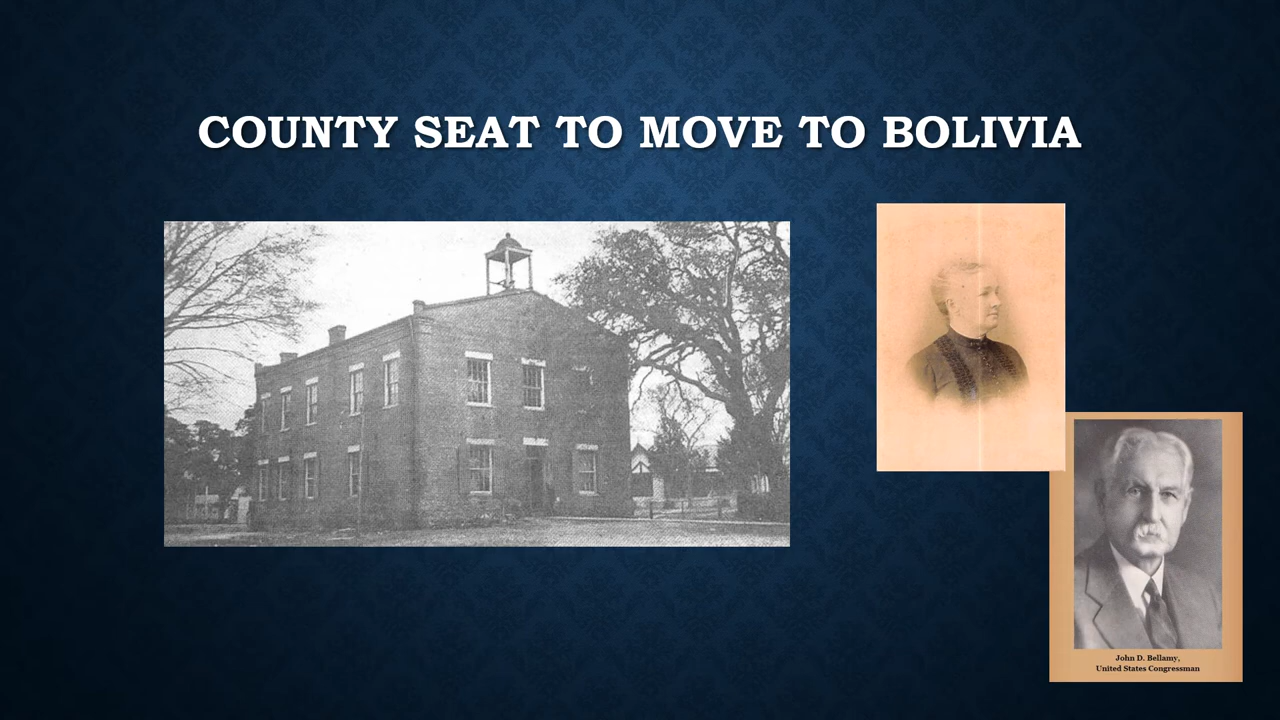 COUNTY SEAT TO MOVE TO BOLIVIA
John D. Bellamy,
United States Congressman